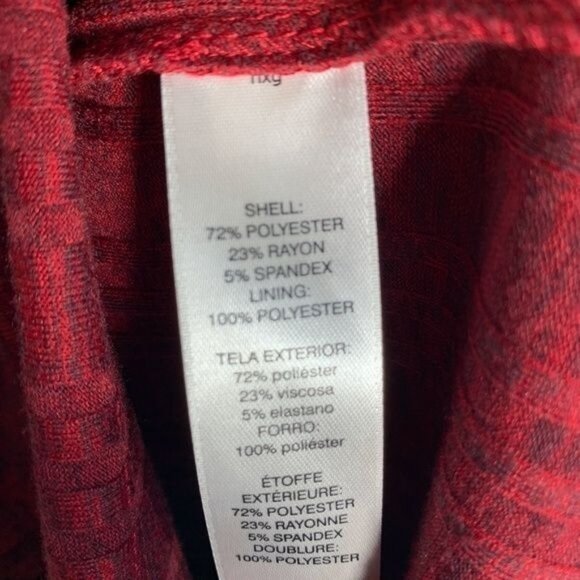 SHELL:
72% POLYESTER
23% RAYON
5% SPANDEX
LINING:
100% POLYESTER
TELA EXTERIOR:
72% poliéster
23% viscosa
5% elastano
FORRO:
100% poliéster
ÉTOFFE
EXTÉRIEURE:
72% POLYESTER
23% RAYONNE
5% SPANDEX
DOUBLURE:
100% POLYESTER